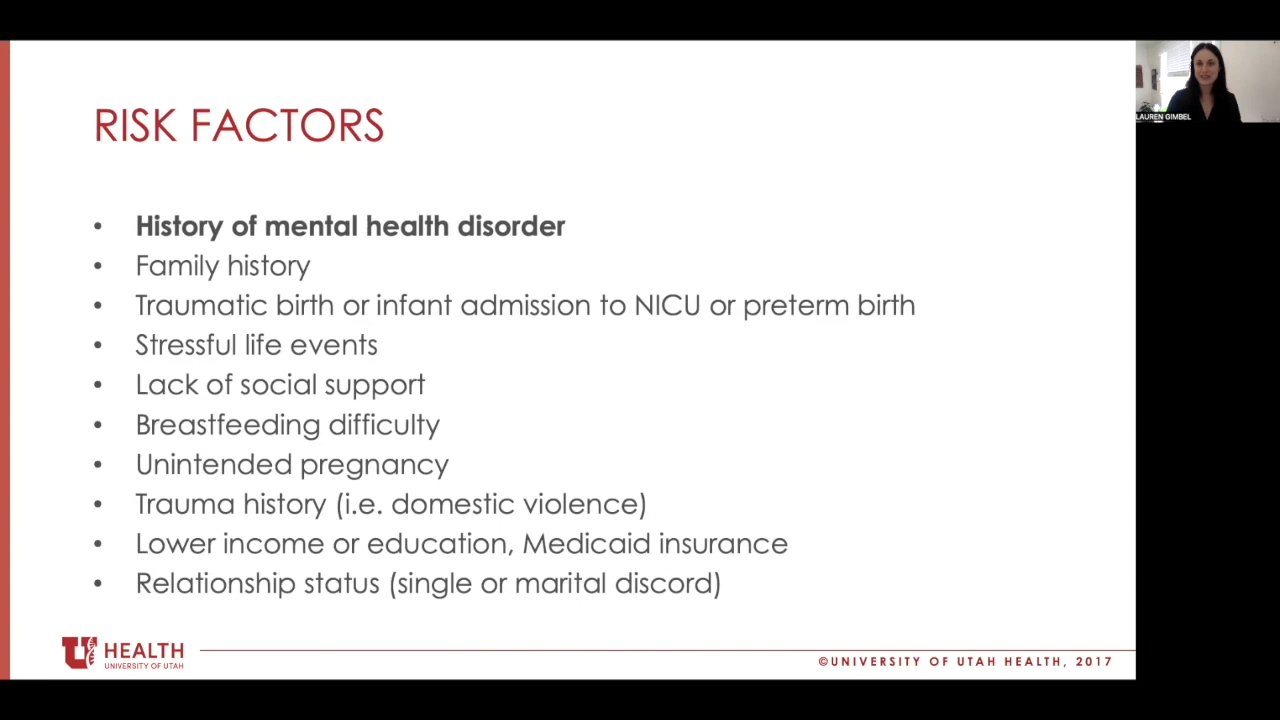 RISK FACTORS
• History of mental health disorder
• Family history
• Traumatic birth or infant admission to NICU or preterm birth
• Stressful life events
• Lack of social support
• Breastfeeding difficulty
• Unintended pregnancy
• Trauma history (i.e. domestic violence)
• Lower income or education, Medicaid insurance
• Relationship status (single or marital discord)
U HEALTH
UNIVERSITY OF UTAH
©UNIVERSITY OF UTAH HEALTH, 2017
LAUREN GIMBEL